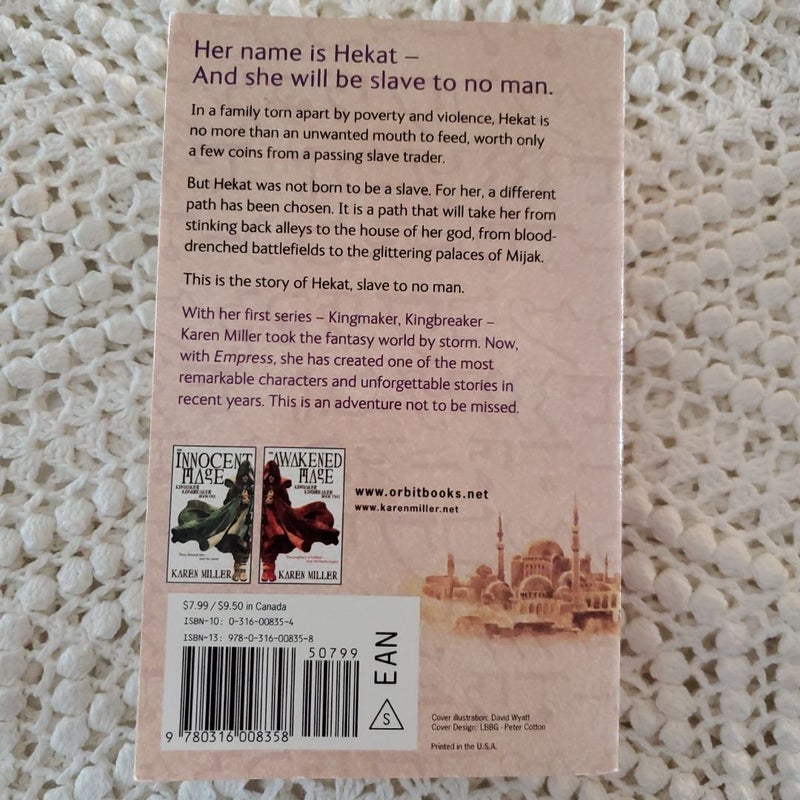 Her name is Hekat –
And she will be slave to no man.
In a family torn apart by poverty and violence, Hekat is
no more than an unwanted mouth to feed, worth only
a few coins from a passing slave trader.
But Hekat was not born to be a slave. For her, a different
path has been chosen. It is a path that will take her from
stinking back alleys to the house of her god, from blood-
drenched battlefields to the glittering palaces of Mijak.
This is the story of Hekat, slave to no man.
With her first series – Kingmaker, Kingbreaker –
Karen Miller took the fantasy world by storm. Now,
with Empress, she has created one of the most
remarkable characters and unforgettable stories in
recent years. This is an adventure not to be missed.
INNOCENT
MAGE
KINGMAKER
KINGBREAKER
BOOK ONE
KAREN MILLER
AWAKENED
MAGE
KINGMAKER
KINGBREAKER
BOOK TWO
KAREN MILLER
www.orbitbooks.net
www.karenmiller.net
$7.99 / $9.50 in Canada
ISBN-10: 0-316-00835-4
ISBN-13: 978-0-316-00835-8
50799
EAN
S
9 780316 008358
Cover illustration: David Wyatt
Cover Design: LBBG - Peter Cotton
Printed in the U.S.A.